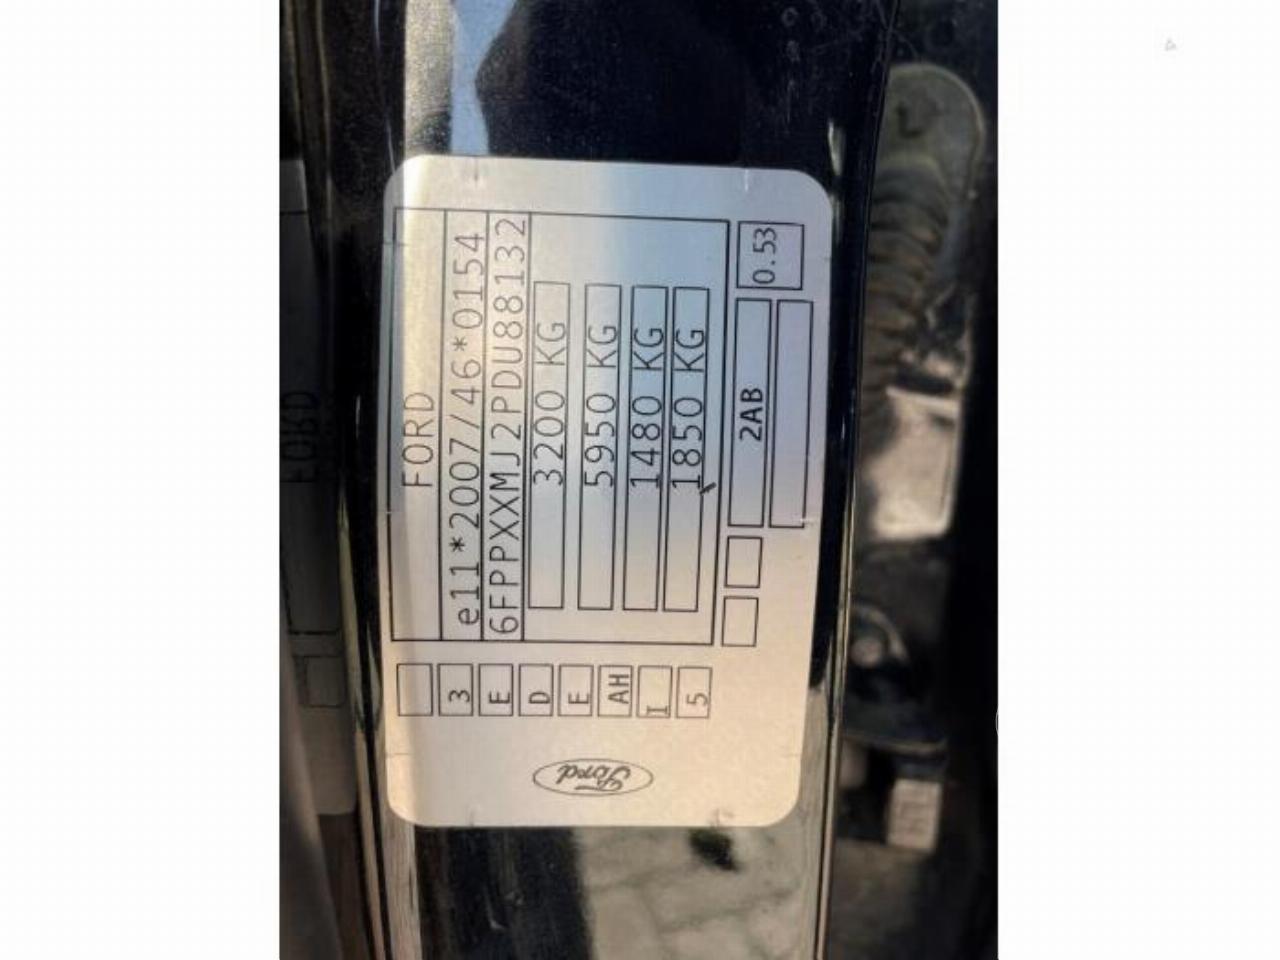 FORD
e11*2007/46*0154
6FPPXXMJ2PDU88132
3200 KG
5950 KG
1480 KG
1850 KG
0.53
2AB
3
E
D
E
AH
I
5
Ford